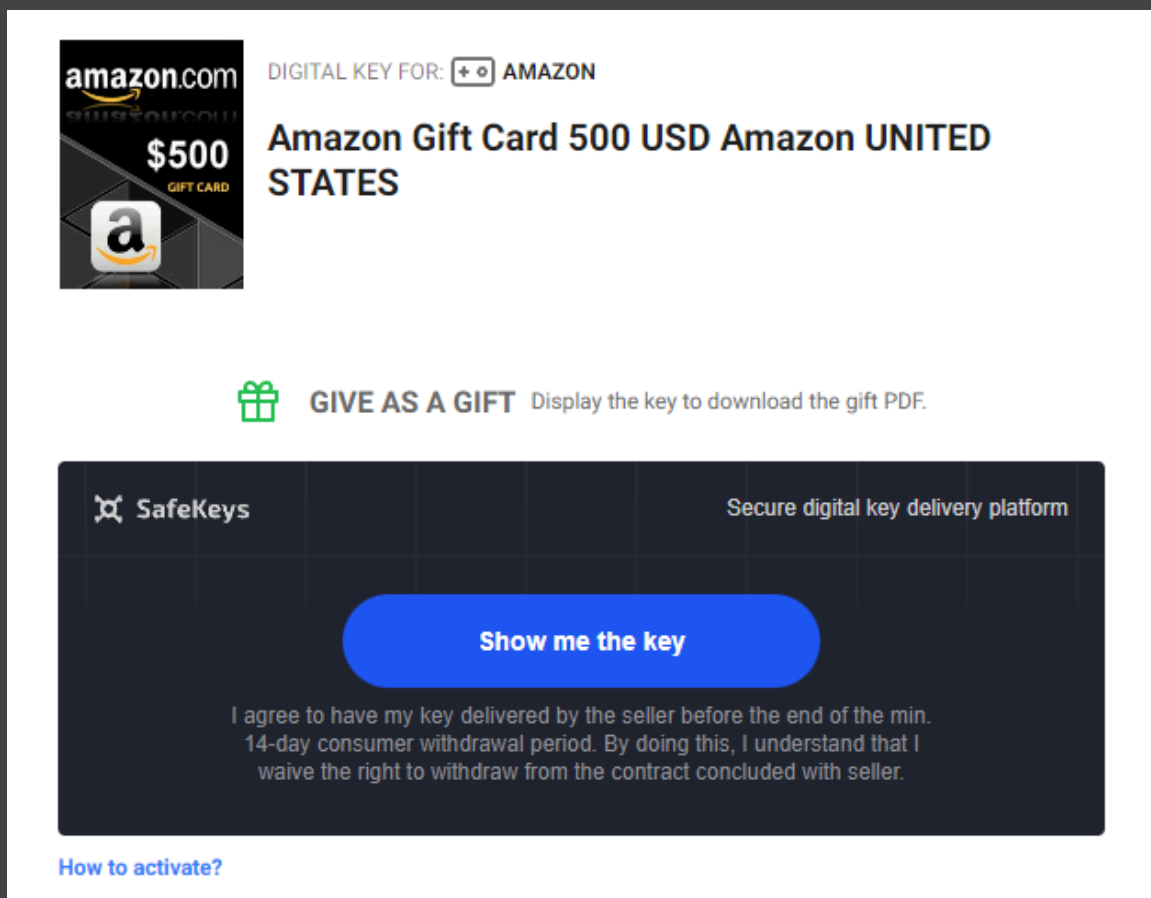 amazon.com
$500
GIFT CARD
a
DIGITAL KEY FOR: AMAZON
Amazon Gift Card 500 USD Amazon UNITED
STATES
GIVE AS A GIFT Display the key to download the gift PDF.
SafeKeys Secure digital key delivery platform
Show me the key
I agree to have my key delivered by the seller before the end of the min.
14-day consumer withdrawal period. By doing this, I understand that I
waive the right to withdraw from the contract concluded with seller.
How to activate?